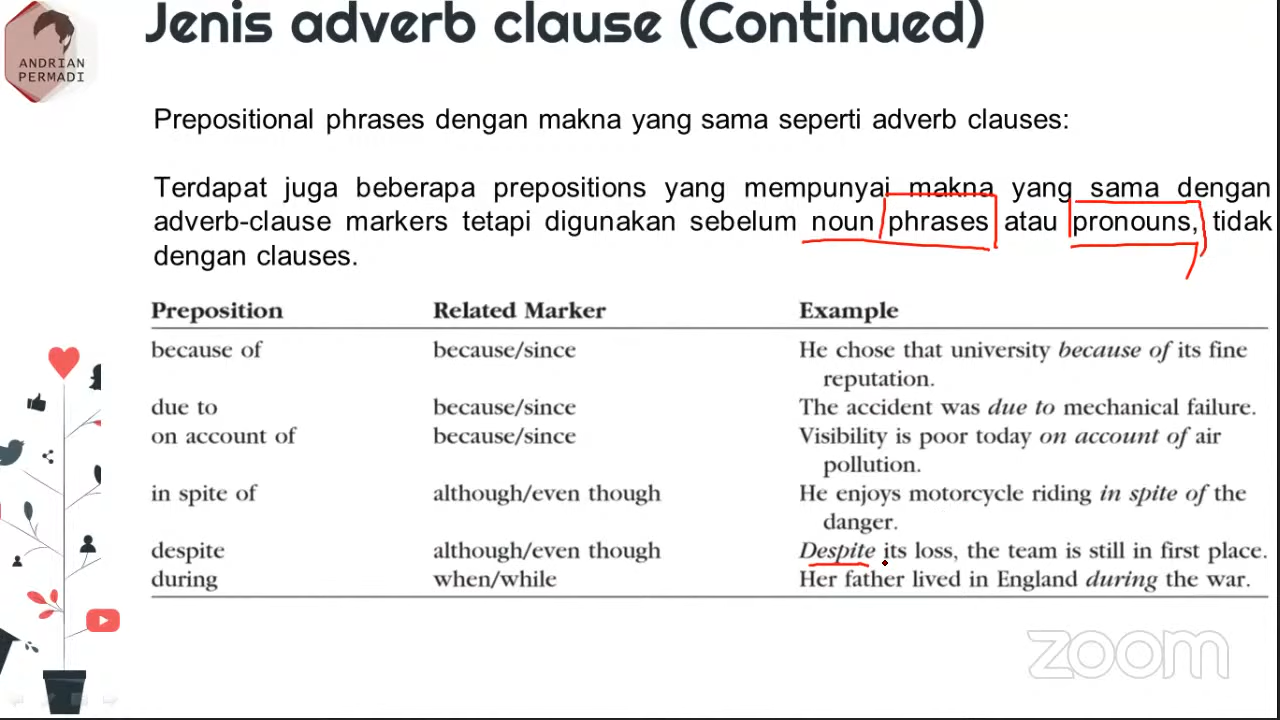 Jenis adverb clause (Continued)
ANDRIAN
PERMADI
Prepositional phrases dengan makna yang sama seperti adverb clauses:
Terdapat juga beberapa prepositions yang mempunyai makna yang sama dengan
adverb-clause markers tetapi digunakan sebelum noun phrases atau pronouns, tidak
dengan clauses.
Preposition Related Marker Example
because of because/since He chose that university because of its fine
reputation.
due to because/since The accident was due to mechanical failure.
on account of because/since Visibility is poor today on account of air
pollution.
in spite of although/even though He enjoys motorcycle riding in spite of the
danger.
despite although/even though Despite its loss, the team is still in first place.
during when/while Her father lived in England during the war.
zoom